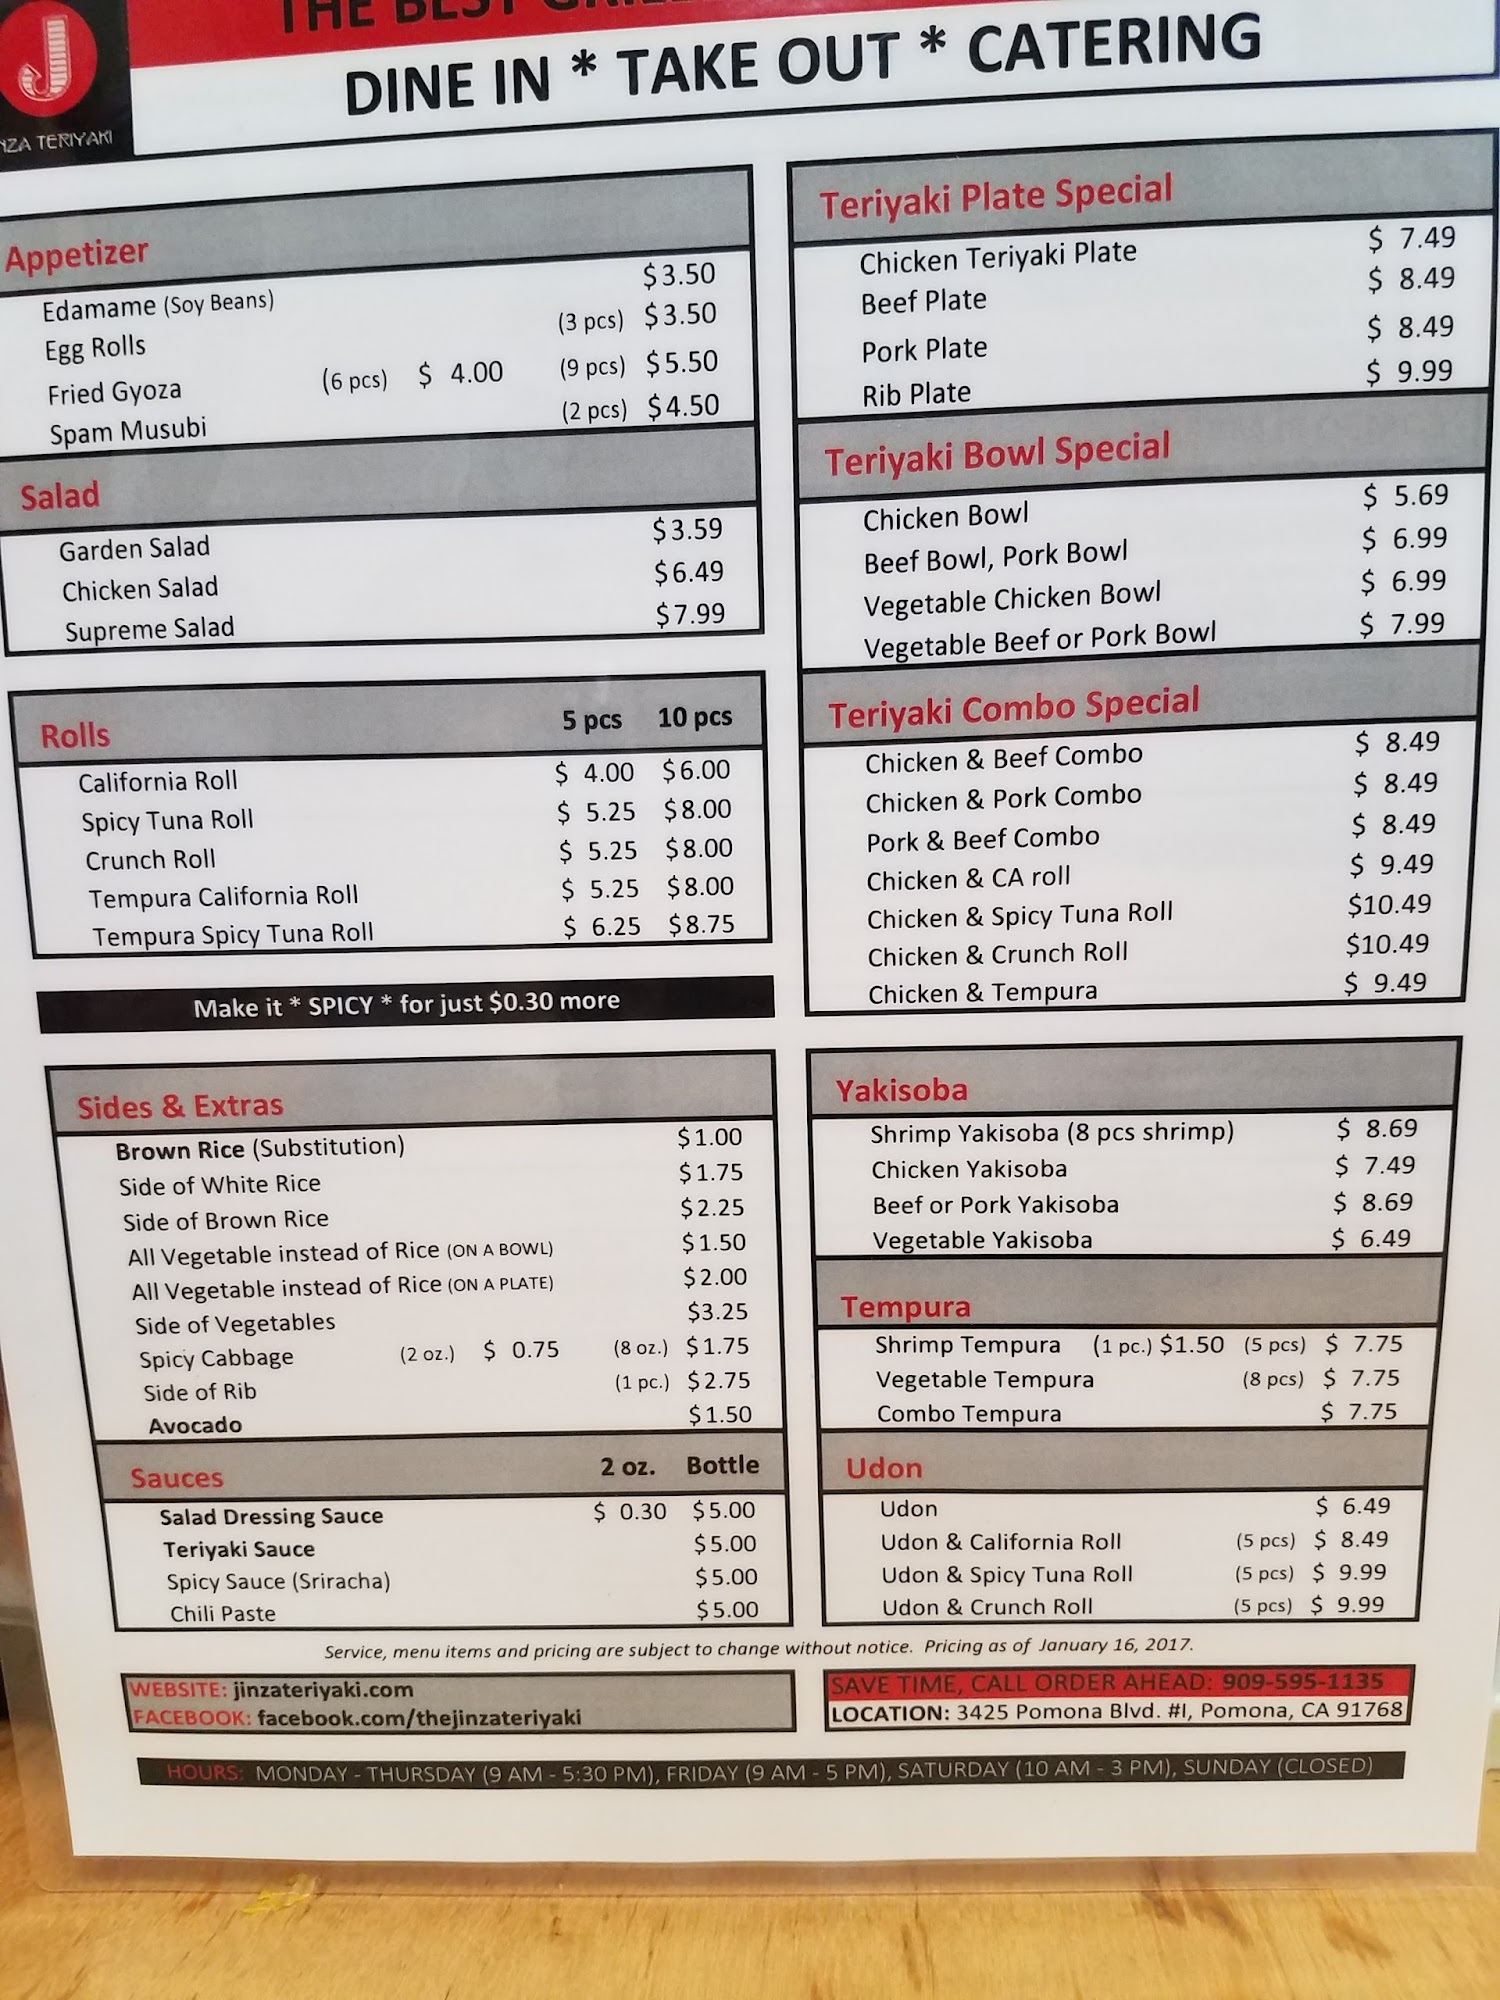 THE BEST
DINE IN * TAKE OUT * CATERING
J
NZA TERIYAKI
Appetizer
Edamame (Soy Beans) $3.50
Egg Rolls (3 pcs) $3.50
Fried Gyoza (6 pcs) $ 4.00 (9 pcs) $5.50
Spam Musubi (2 pcs) $4.50
Salad
Garden Salad $3.59
Chicken Salad $6.49
Supreme Salad $7.99
Rolls 5 pcs 10 pcs
California Roll $ 4.00 $6.00
Spicy Tuna Roll $ 5.25 $8.00
Crunch Roll $ 5.25 $8.00
Tempura California Roll $ 5.25 $8.00
Tempura Spicy Tuna Roll $ 6.25 $8.75
Make it * SPICY * for just $0.30 more
Sides & Extras
Brown Rice (Substitution) $1.00
Side of White Rice $1.75
Side of Brown Rice $2.25
All Vegetable instead of Rice (ON A BOWL) $1.50
All Vegetable instead of Rice (ON A PLATE) $2.00
Side of Vegetables $3.25
Spicy Cabbage (2 oz.) $ 0.75 (8 oz.) $1.75
Side of Rib (1 pc.) $2.75
Avocado $1.50
Sauces 2 oz. Bottle
Salad Dressing Sauce $ 0.30 $5.00
Teriyaki Sauce $5.00
Spicy Sauce (Sriracha) $5.00
Chili Paste $5.00
Teriyaki Plate Special
Chicken Teriyaki Plate $ 7.49
Beef Plate $ 8.49
Pork Plate $ 8.49
Rib Plate $ 9.99
Teriyaki Bowl Special
Chicken Bowl $ 5.69
Beef Bowl, Pork Bowl $ 6.99
Vegetable Chicken Bowl $ 6.99
Vegetable Beef or Pork Bowl $ 7.99
Teriyaki Combo Special
Chicken & Beef Combo $ 8.49
Chicken & Pork Combo $ 8.49
Pork & Beef Combo $ 8.49
Chicken & CA roll $ 9.49
Chicken & Spicy Tuna Roll $10.49
Chicken & Crunch Roll $10.49
Chicken & Tempura $ 9.49
Yakisoba
Shrimp Yakisoba (8 pcs shrimp) $ 8.69
Chicken Yakisoba $ 7.49
Beef or Pork Yakisoba $ 8.69
Vegetable Yakisoba $ 6.49
Tempura
Shrimp Tempura (1 pc.) $1.50 (5 pcs) $ 7.75
Vegetable Tempura (8 pcs) $ 7.75
Combo Tempura $ 7.75
Udon
Udon $ 6.49
Udon & California Roll (5 pcs) $ 8.49
Udon & Spicy Tuna Roll (5 pcs) $ 9.99
Udon & Crunch Roll (5 pcs) $ 9.99
Service, menu items and pricing are subject to change without notice. Pricing as of January 16, 2017.
WEBSITE: jinzateriyaki.com
FACEBOOK: facebook.com/thejinzateriyaki
SAVE TIME, CALL ORDER AHEAD: 909-595-1135
LOCATION: 3425 Pomona Blvd. #I, Pomona, CA 91768
HOURS: MONDAY - THURSDAY (9 AM - 5:30 PM), FRIDAY (9 AM - 5 PM), SATURDAY (10 AM - 3 PM), SUNDAY (CLOSED)